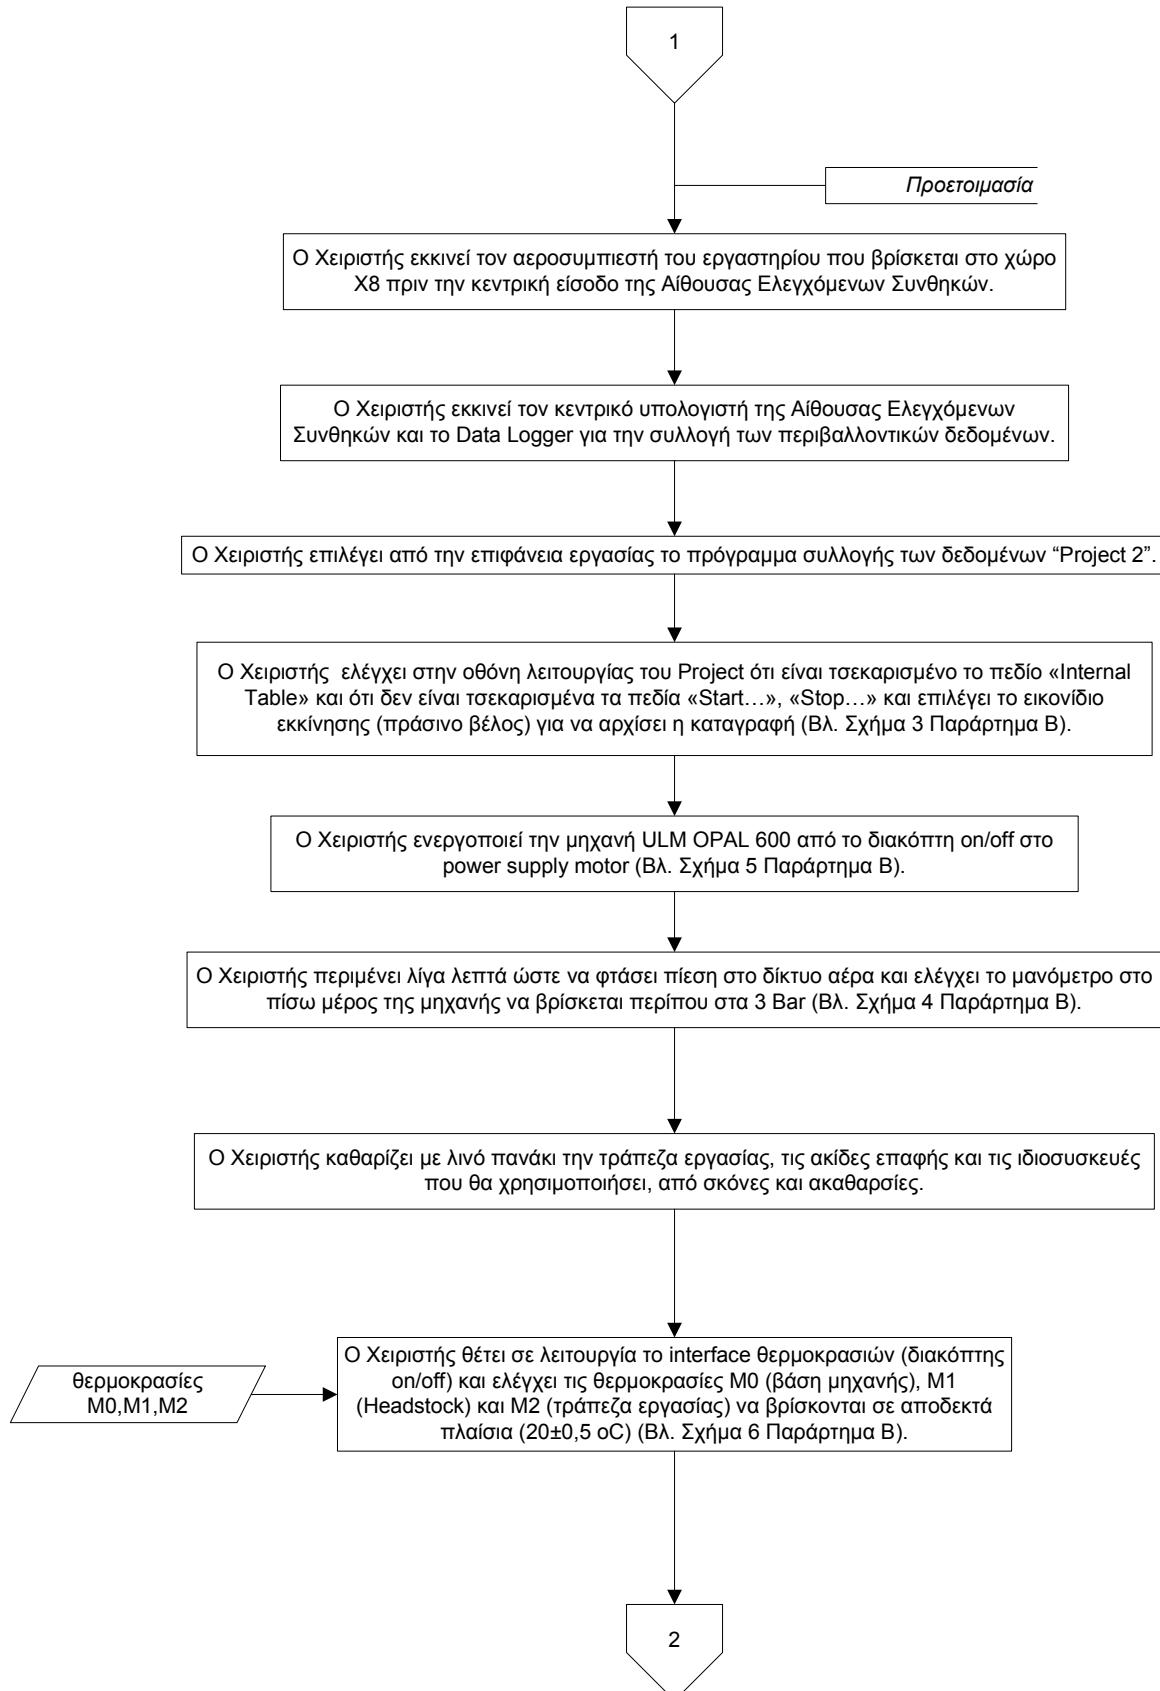 1
Προετοιμασία
Ο Χειριστής εκκινεί τον αεροσυμπιεστή του εργαστηρίου που βρίσκεται στο χώρο
Χ8 πριν την κεντρική είσοδο της Αίθουσας Ελεγχόμενων Συνθηκών.
Ο Χειριστής εκκινεί τον κεντρικό υπολογιστή της Αίθουσας Ελεγχόμενων
Συνθηκών και το Data Logger για την συλλογή των περιβαλλοντικών δεδομένων.
Ο Χειριστής επιλέγει από την επιφάνεια εργασίας το πρόγραμμα συλλογής των δεδομένων “Project 2”.
Ο Χειριστής ελέγχει στην οθόνη λειτουργίας του Project ότι είναι τσεκαρισμένο το πεδίο «Internal
Table» και ότι δεν είναι τσεκαρισμένα τα πεδία «Start…», «Stop…» και επιλέγει το εικονίδιο
εκκίνησης (πράσινο βέλος) για να αρχίσει η καταγραφή (Βλ. Σχήμα 3 Παράρτημα Β).
Ο Χειριστής ενεργοποιεί την μηχανή ULM OPAL 600 από το διακόπτη on/off στο
power supply motor (Βλ. Σχήμα 5 Παράρτημα Β).
Ο Χειριστής περιμένει λίγα λεπτά ώστε να φτάσει πίεση στο δίκτυο αέρα και ελέγχει το μανόμετρο στο
πίσω μέρος της μηχανής να βρίσκεται περίπου στα 3 Bar (Βλ. Σχήμα 4 Παράρτημα Β).
Ο Χειριστής καθαρίζει με λινό πανάκι την τράπεζα εργασίας, τις ακίδες επαφής και τις ιδιοσυσκευές
που θα χρησιμοποιήσει, από σκόνες και ακαθαρσίες.
θερμοκρασίες
Μ0,Μ1,Μ2
Ο Χειριστής θέτει σε λειτουργία το interface θερμοκρασιών (διακόπτης
on/off) και ελέγχει τις θερμοκρασίες Μ0 (βάση μηχανής), Μ1
(Headstock) και Μ2 (τράπεζα εργασίας) να βρίσκονται σε αποδεκτά
πλαίσια (20±0,5 oC) (Βλ. Σχήμα 6 Παράρτημα Β).
2